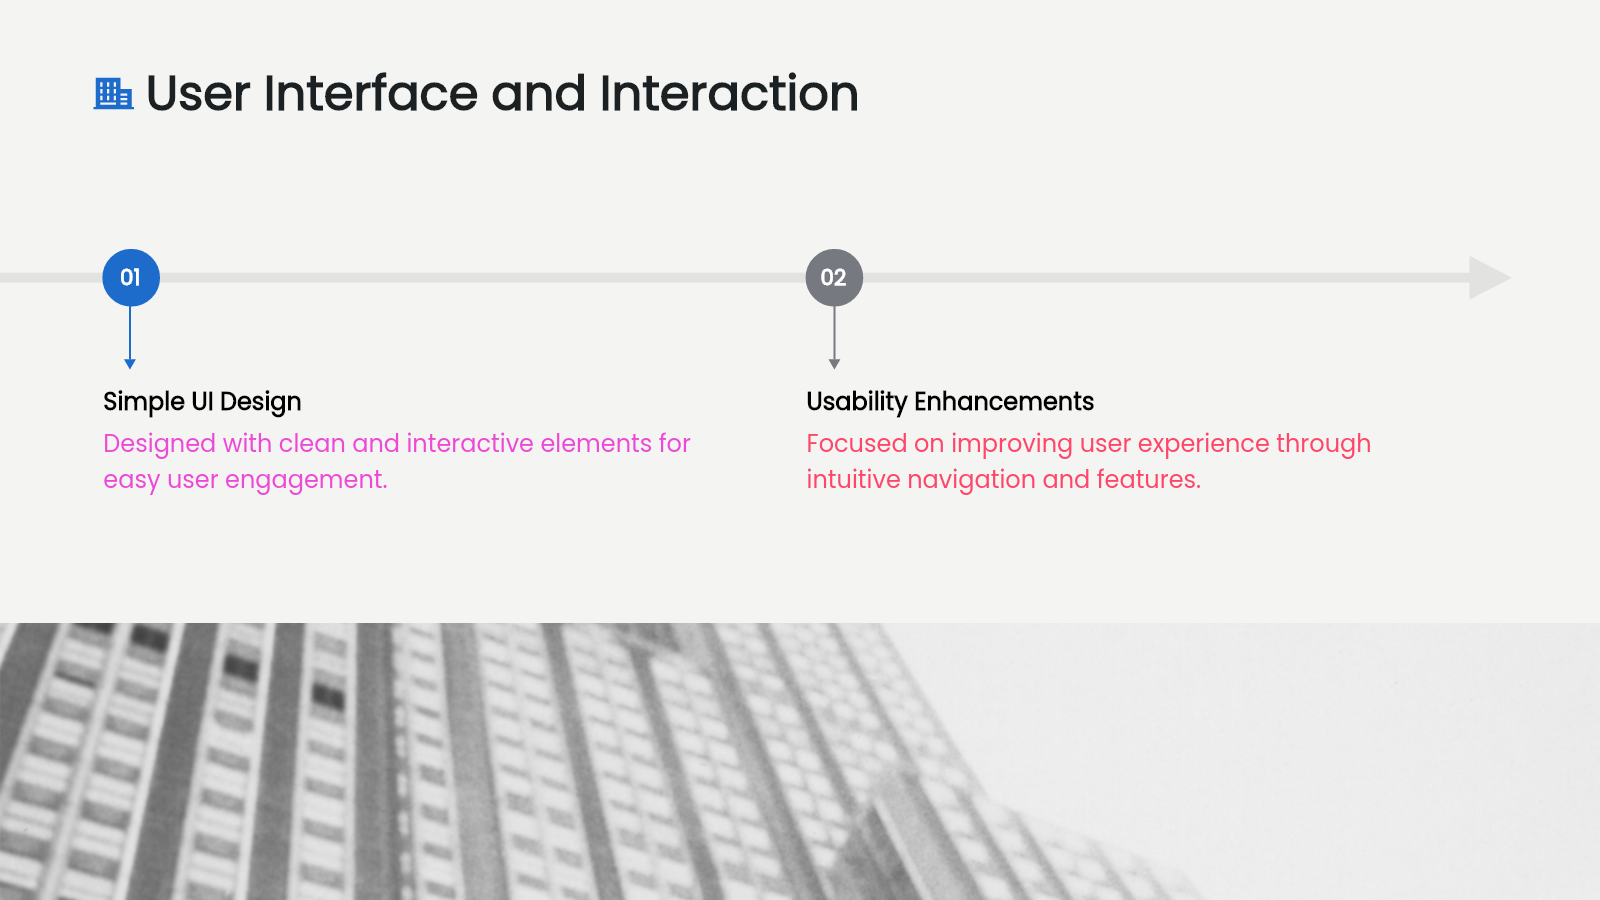 User Interface and Interaction
01
02
Simple UI Design
Designed with clean and interactive elements for
easy user engagement.
Usability Enhancements
Focused on improving user experience through
intuitive navigation and features.